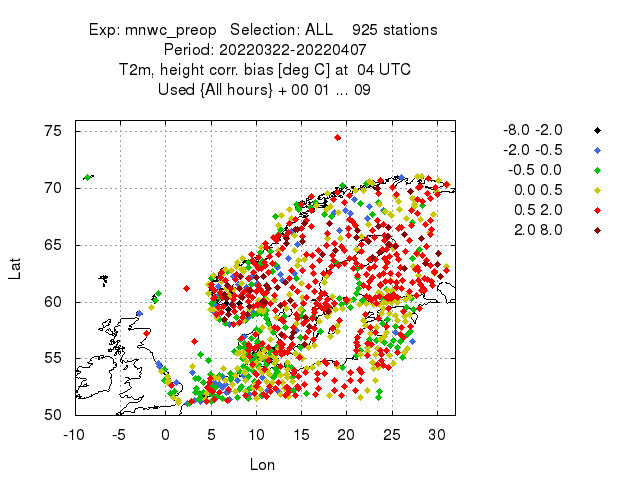 Exp: mnwc_preop   Selection: ALL    925 stations
Period: 20220322-20220407
T2m, height corr. bias [deg C] at  04 UTC
Used {All hours} + 00 01 ... 09
-8.0 -2.0
-2.0 -0.5
-0.5 0.0
0.0 0.5
0.5 2.0
2.0 8.0
75
70
65
60
55
50
Lat
-10 -5 0 5 10 15 20 25 30
Lon